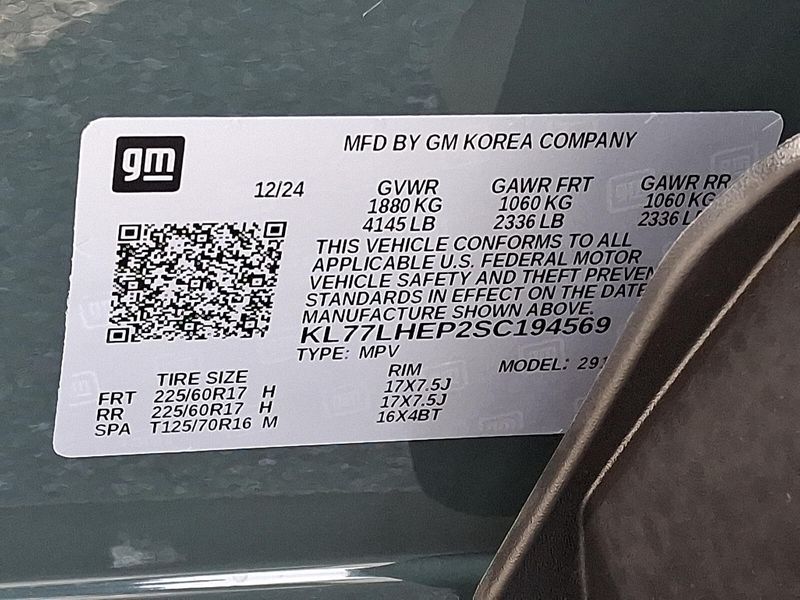 gm
MFD BY GM KOREA COMPANY
12/24 GVWR GAWR FRT GAWR RR
1880 KG 1060 KG 1060 KG
4145 LB 2336 LB 2336
THIS VEHICLE CONFORMS TO ALL
APPLICABLE U.S. FEDERAL MOTOR
VEHICLE SAFETY AND THEFT
STANDARDS IN EFFECT ON THE DATE
MANUFACTURE SHOWN ABOVE.
KL77LHEP2SC194569
TYPE: MPV MODEL:
TIRE SIZE RIM
FRT 225/60R17 H 17X7.5J
RR 225/60R17 H 17X7.5J
SPA T125/70R16 M 16X4BT